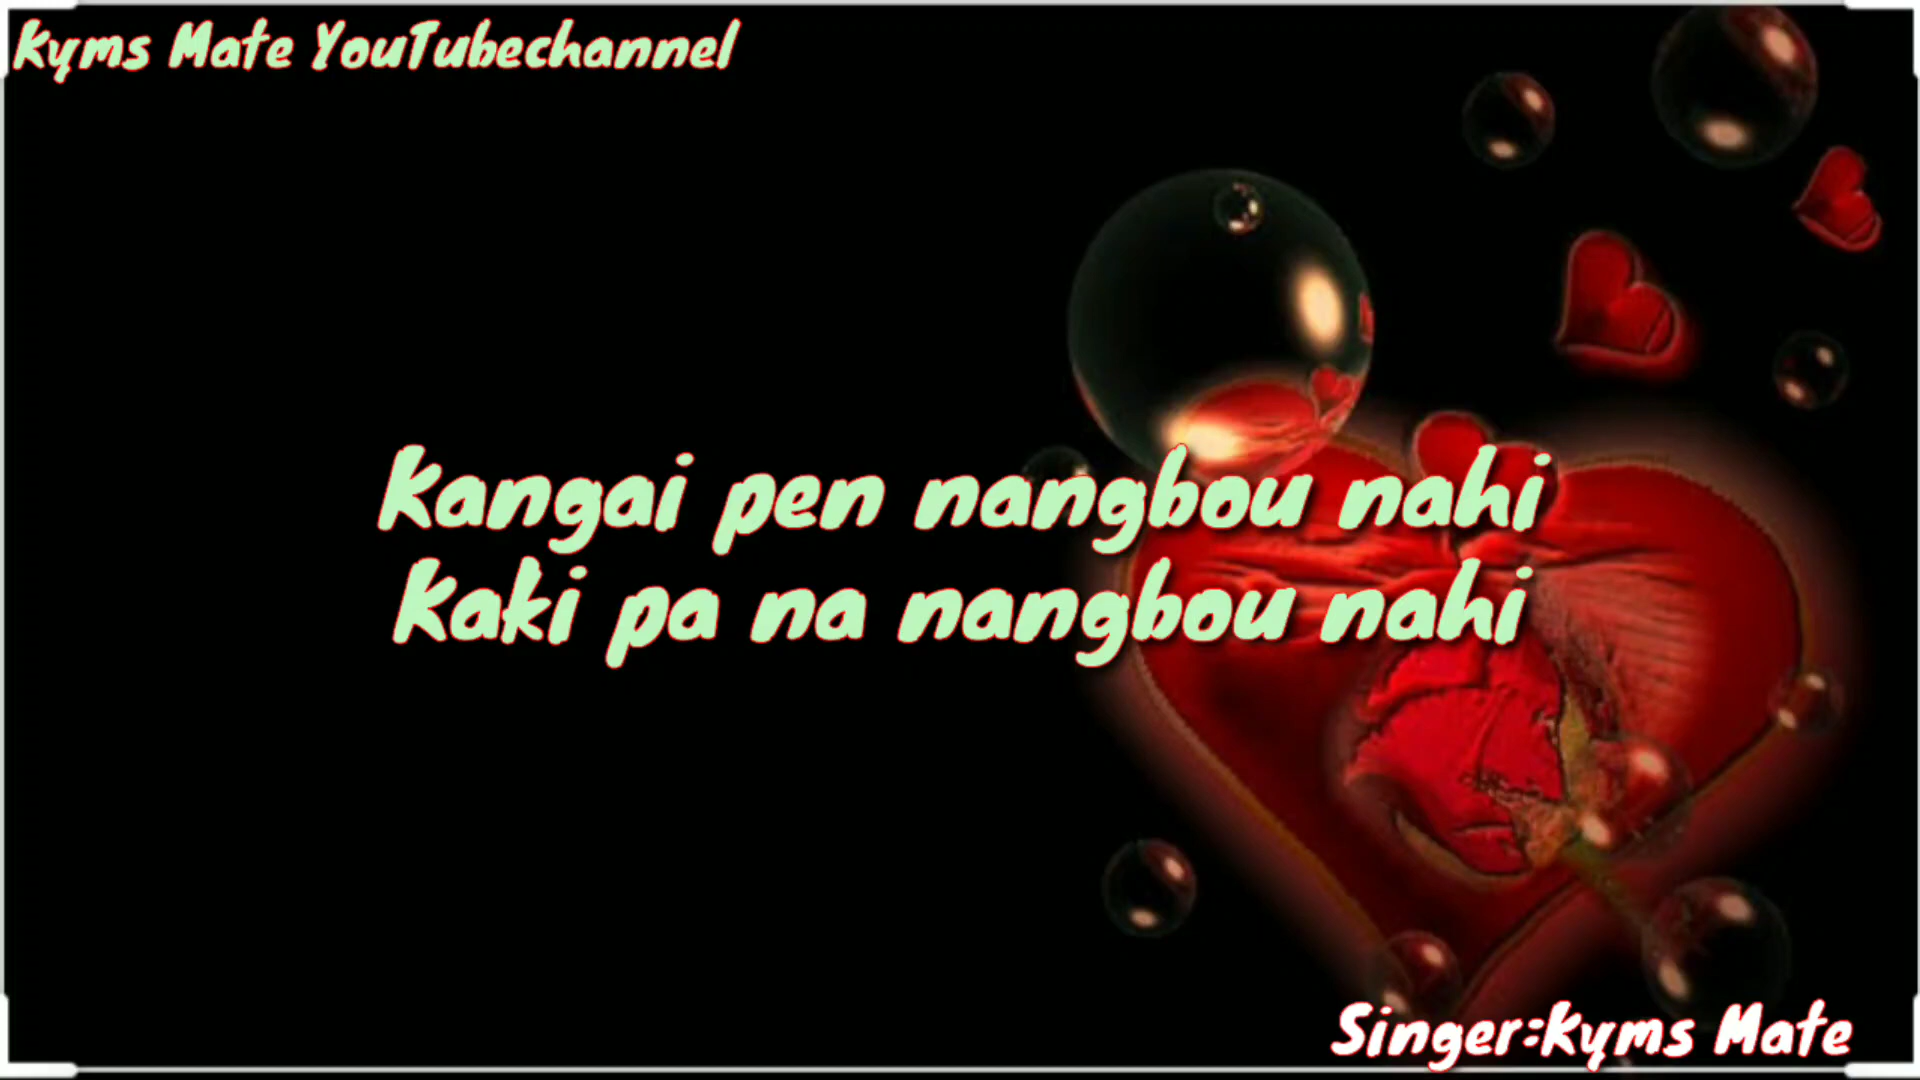 Kyms Mate YouTubechannel
Kangai pen nangbou nahi
Kaki pa na nangbou nahi
Singer:Kyms Mate